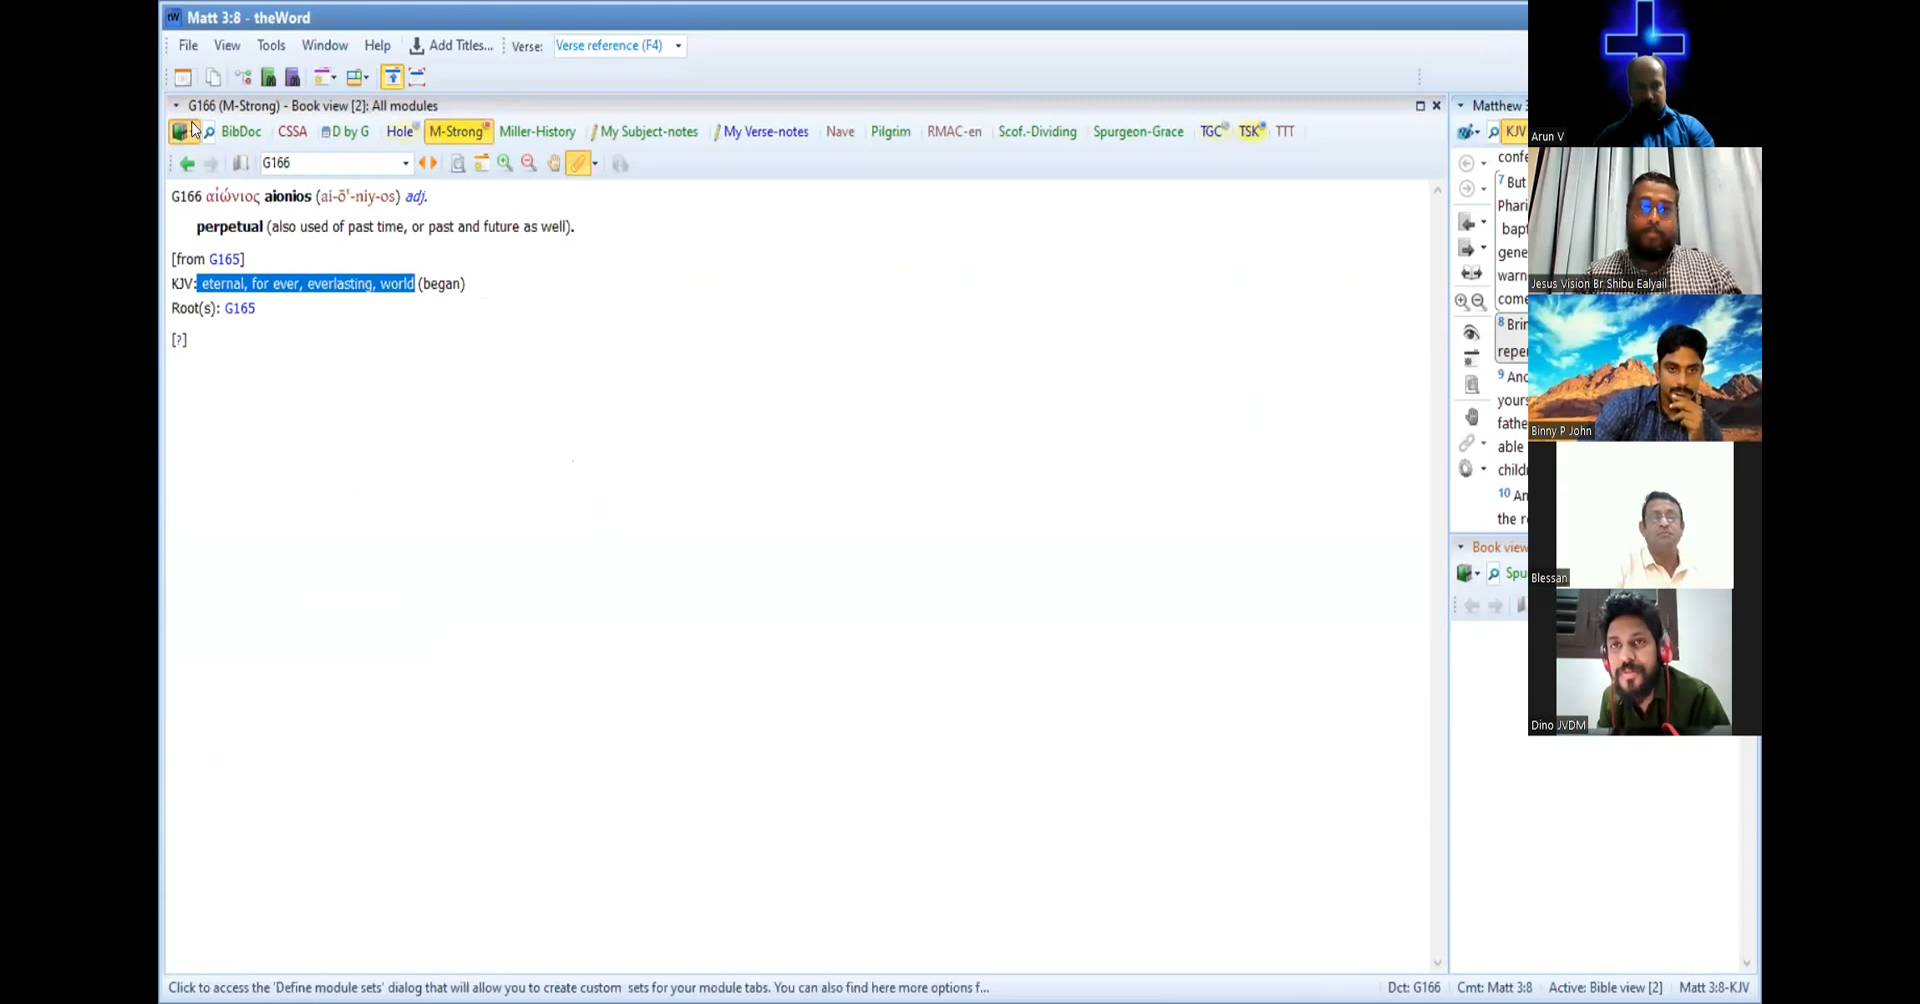 Matt 3:8 - theWord
File View Tools Window Help Add Titles... Verse: Verse reference (F4)
G166 (M-Strong) - Book view [2]: All modules
BibDoc CSSA D by G Hole M-Strong Miller-History My Subject-notes My Verse-notes Nave Pilgrim RMAC-en Scof.-Dividing Spurgeon-Grace TGC TSK TTT
G166
G166 αἰώνιος aionios (ai-ō'-niy-os) adj.
perpetual (also used of past time, or past and future as well).
[from G165]
KJV: eternal, for ever, everlasting, world (began)
Root(s): G165
[?]
Matthew 3
KJV
confe
7 But
Phari
bapt
gene
warn
come
8 Brin
repen
9 And
yours
fathe
able
childr
10 An
the ro
Book view
Spu
Arun V
Jesus Vision Br Shibu Ealyail
Binny P John
Blessan
Dino JVDM
Click to access the 'Define module sets' dialog that will allow you to create custom sets for your module tabs. You can also find here more options f...
Dct: G166 Cmt: Matt 3:8 Active: Bible view [2] Matt 3:8-KJV